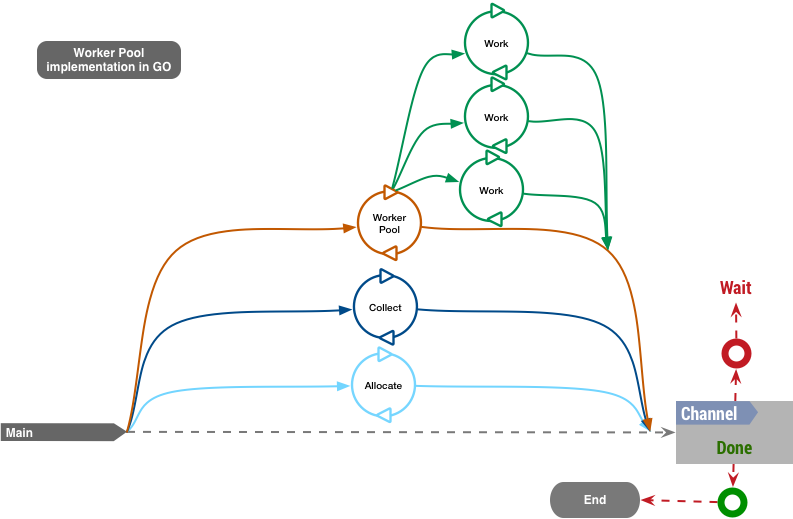 Worker Pool
implementation in GO
Work
Work
Work
Worker
Pool
Collect
Allocate
Main
Wait
Channel
Done
End